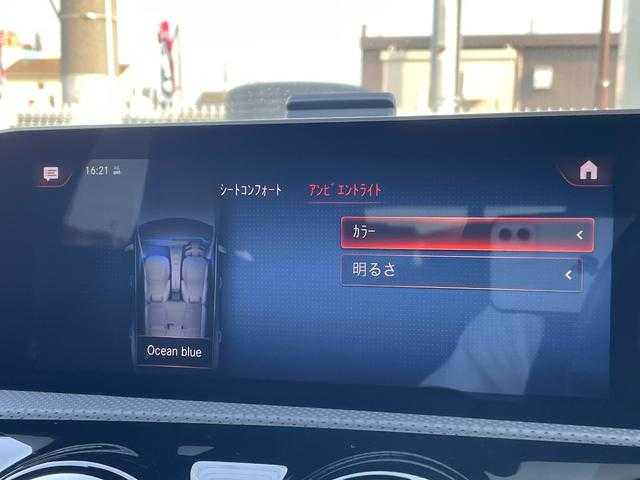 16:21
シートコンフォート
アンビエントライト
カラー
明るさ
Ocean blue